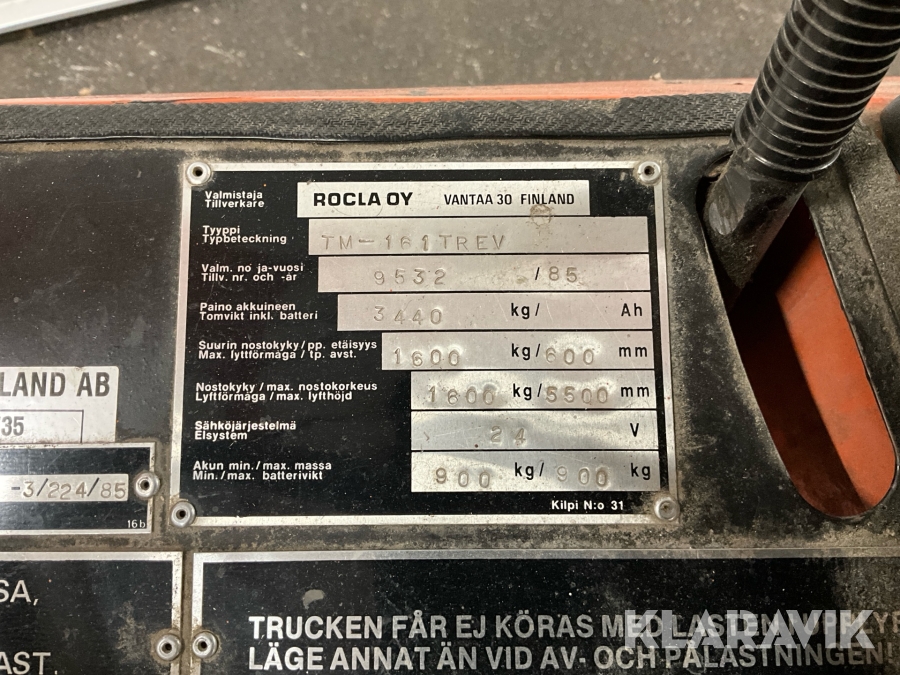 Valmistaja
Tillverkare
ROCLA OY VANTAA 30 FINLAND
Tyyppi
Typbeteckning
TM-161TREV
Valm. no ja-vuosi
Tillv. nr. och -år
9532 /85
Paino akkuineen
Tomvikt inkl. batteri
3440 kg/ Ah
Suurin nostokyky/pp. etäisyys
Max. lyftförmåga/tp. avst.
1600 kg/600 mm
Nostokyky/max. nostokorkeus
Lyftförmåga/max. lyfthöjd
1600 kg/5500 mm
Sähköjärjestelmä
Elsystem
24 V
Akun min./max. massa
Min./max. batterivikt
900 kg/900 kg
Kilpi N:o 31
LAND AB
735
-3/224/85
16b
SA,
AST.
TRUCKEN FÅR EJ KÖRAS MED LASTEN I
LÄGE ANNAT ÄN VID AV- OCH PÅLASTNINGEN!
KLARAVIK